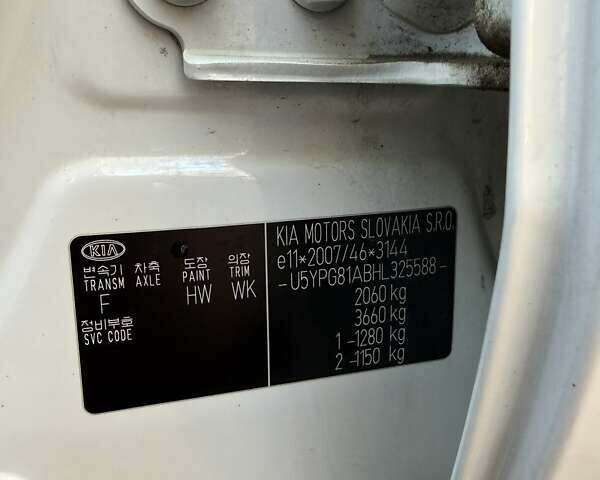 KIA
변속기 차축 도장 의장
TRANSM AXLE PAINT TRIM
F HW WK
정비부호
SVC CODE
KIA MOTORS SLOVAKIA S.R.O.
e11*2007/46*3144
-U5YPG81ABHL325588-
2060 kg
3660 kg
1 -1280 kg
2 -1150 kg